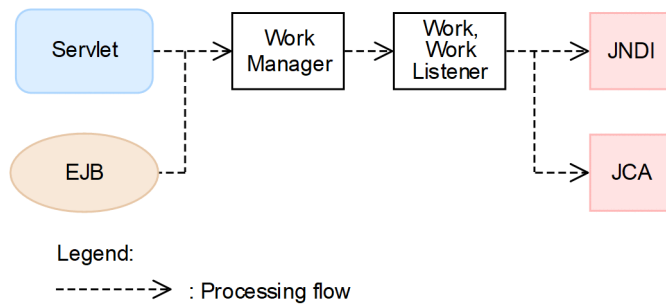 Servlet
Work
Manager
Work,
Work
Listener
JNDI
EJB
JCA
Legend:
: Processing flow